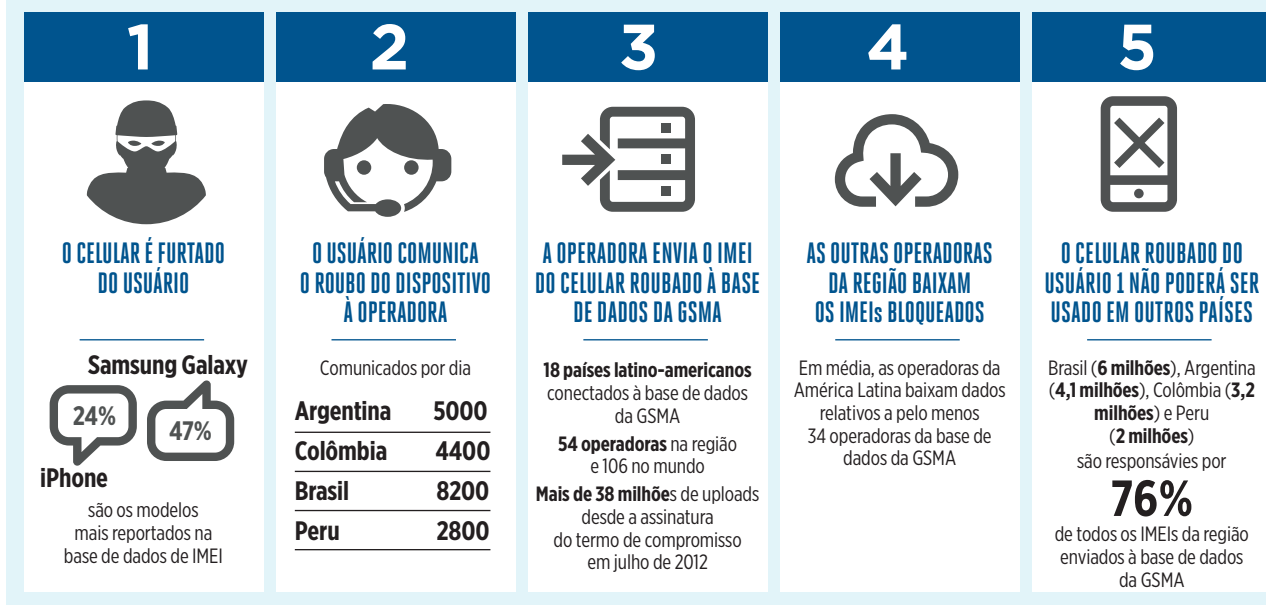 1
O CELULAR É FURTADO
DO USUÁRIO
Samsung Galaxy
24%
47%
iPhone
são os modelos
mais reportados na
base de dados de IMEI
2
O USUÁRIO COMUNICA
O ROUBO DO DISPOSITIVO
À OPERADORA
Comunicados por dia
Argentina 5000
Colômbia 4400
Brasil 8200
Peru 2800
3
A OPERADORA ENVIA O IMEI
DO CELULAR ROUBADO À BASE
DE DADOS DA GSMA
18 países latino-americanos
conectados à base de dados
da GSMA
54 operadoras na região
e 106 no mundo
Mais de 38 milhões de uploads
desde a assinatura
do termo de compromisso
em julho de 2012
4
AS OUTRAS OPERADORAS
DA REGIÃO BAIXAM
OS IMEIs BLOQUEADOS
Em média, as operadoras da
América Latina baixam dados
relativos a pelo menos
34 operadoras da base de
dados da GSMA
5
O CELULAR ROUBADO DO
USUÁRIO 1 NÃO PODERÁ SER
USADO EM OUTROS PAÍSES
Brasil (6 milhões), Argentina
(4,1 milhões), Colômbia (3,2
milhões) e Peru
(2 milhões)
são responsávies por
76%
de todos os IMEIs da região
enviados à base de dados
da GSMA